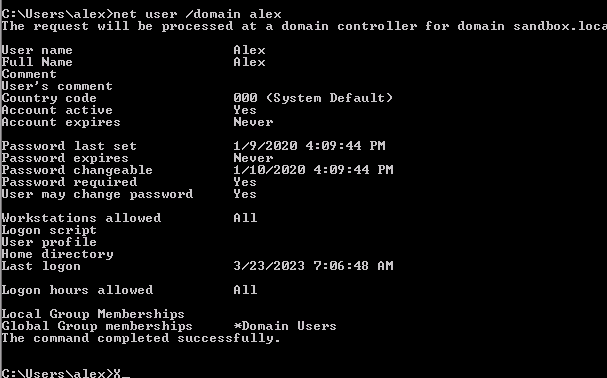 C:\Users\alex>net user /domain alex
The request will be processed at a domain controller for domain sandbox.loca
User name Alex
Full Name Alex
Comment
User's comment
Country code 000 (System Default)
Account active Yes
Account expires Never
Password last set 1/9/2020 4:09:44 PM
Password expires Never
Password changeable 1/10/2020 4:09:44 PM
Password required Yes
User may change password Yes
Workstations allowed All
Logon script
User profile
Home directory
Last logon 3/23/2023 7:06:48 AM
Logon hours allowed All
Local Group Memberships
Global Group memberships *Domain Users
The command completed successfully.
C:\Users\alex>X_